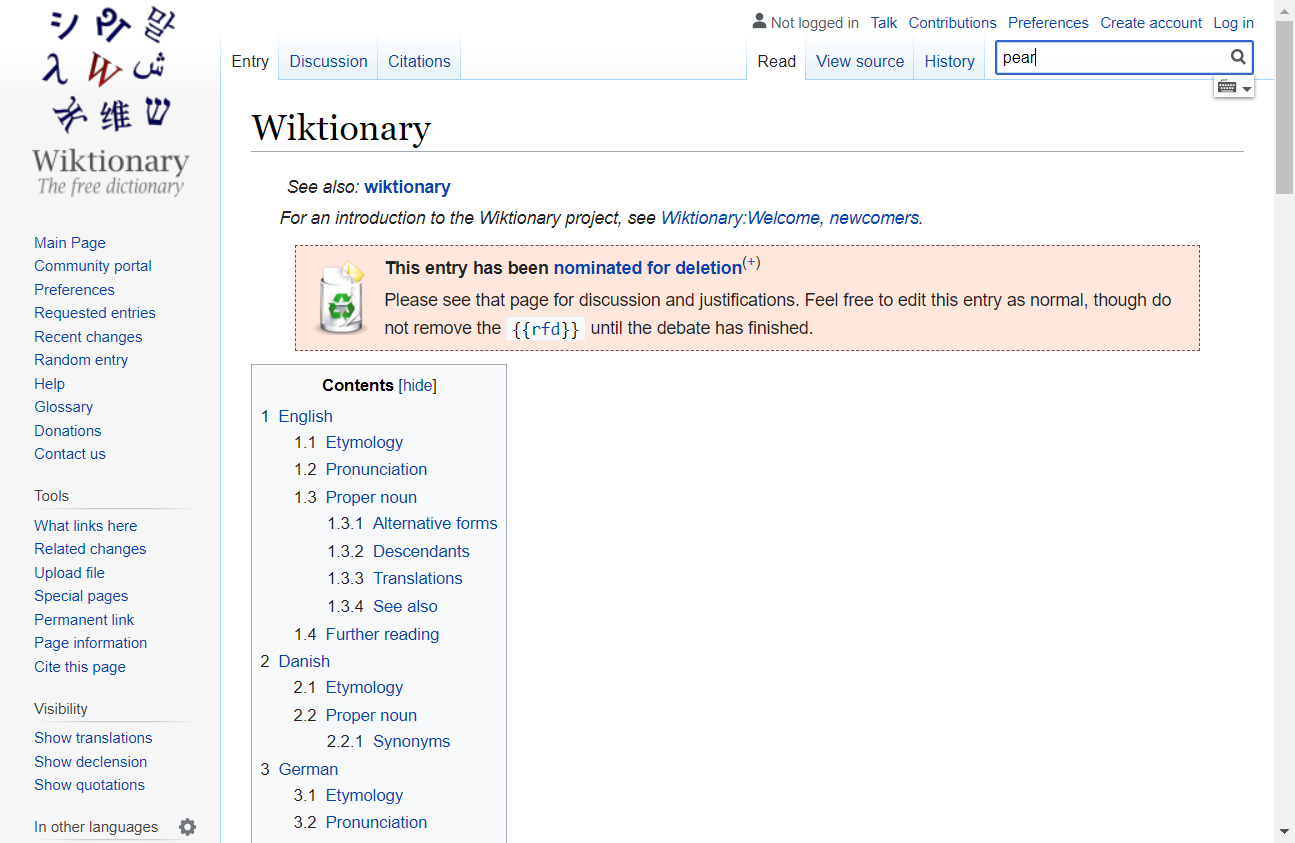 シ Pr 말
λ W ش
維 ש
Wiktionary
The free dictionary
Main Page
Community portal
Preferences
Requested entries
Recent changes
Random entry
Help
Glossary
Donations
Contact us
Tools
What links here
Related changes
Upload file
Special pages
Permanent link
Page information
Cite this page
Visibility
Show translations
Show declension
Show quotations
In other languages
Not logged in Talk Contributions Preferences Create account Log in
Entry Discussion Citations Read View source History pear
Wiktionary
See also: wiktionary
For an introduction to the Wiktionary project, see Wiktionary:Welcome, newcomers.
This entry has been nominated for deletion(+)
Please see that page for discussion and justifications. Feel free to edit this entry as normal, though do
not remove the {{rfd}} until the debate has finished.
Contents [hide]
1 English
1.1 Etymology
1.2 Pronunciation
1.3 Proper noun
1.3.1 Alternative forms
1.3.2 Descendants
1.3.3 Translations
1.3.4 See also
1.4 Further reading
2 Danish
2.1 Etymology
2.2 Proper noun
2.2.1 Synonyms
3 German
3.1 Etymology
3.2 Pronunciation